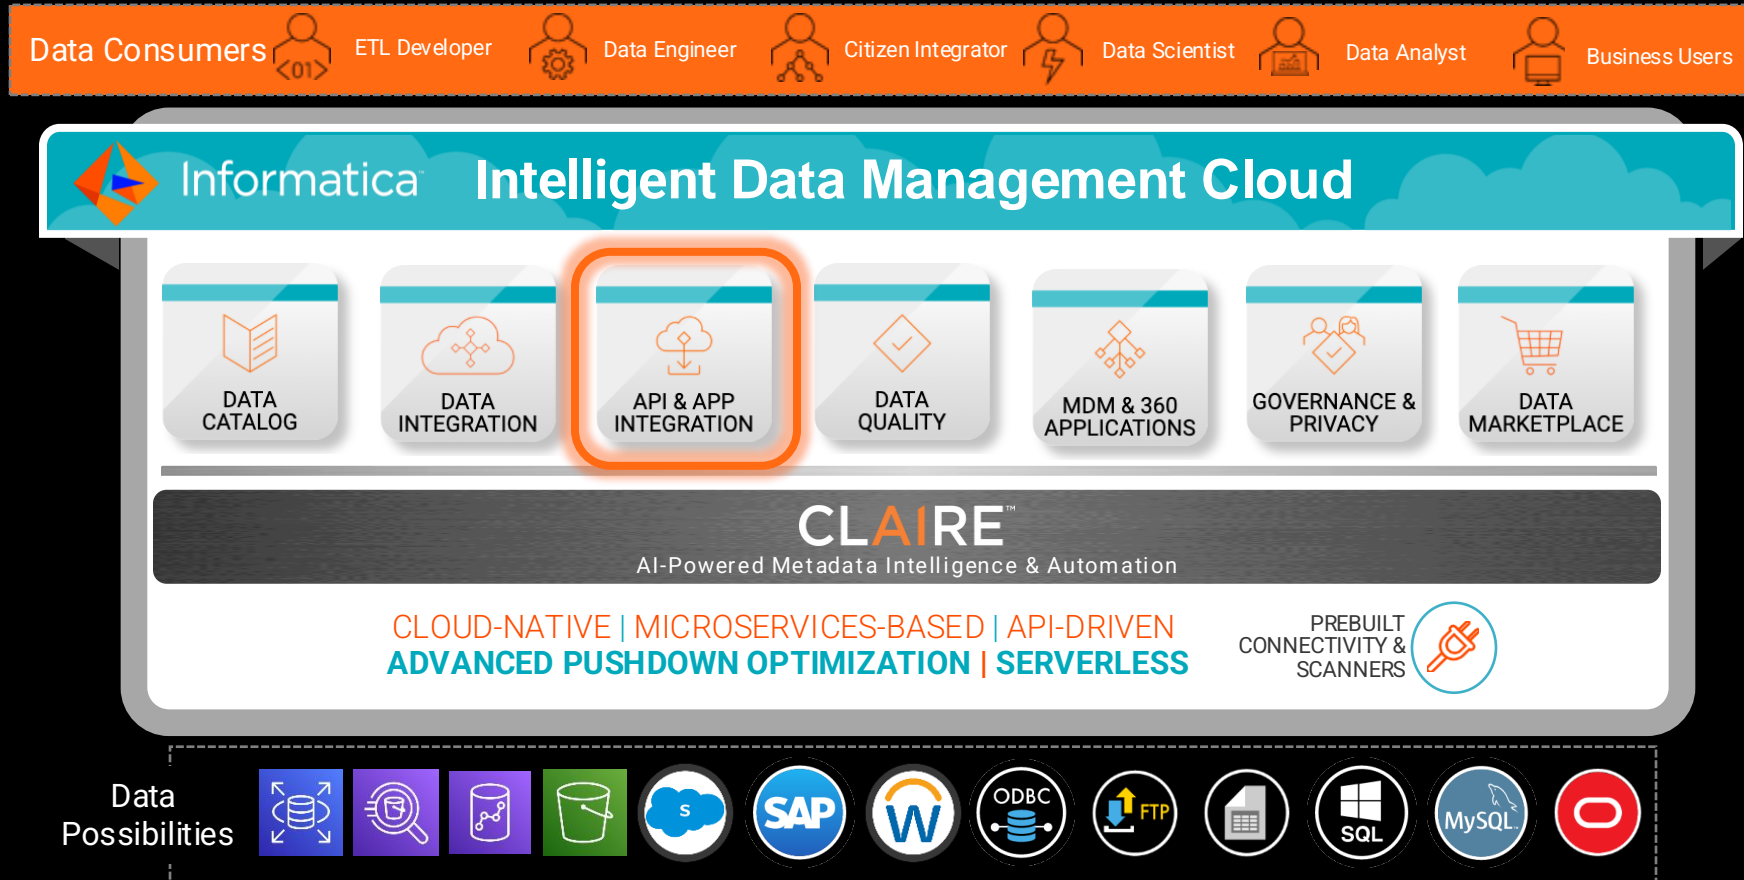 Data Consumers
<01>
ETL Developer
Data Engineer
Citizen Integrator
Data Scientist
Data Analyst
Business Users
Informatica™
Intelligent Data Management Cloud
DATA
CATALOG
DATA
INTEGRATION
API & APP
INTEGRATION
DATA
QUALITY
MDM & 360
APPLICATIONS
GOVERNANCE &
PRIVACY
DATA
MARKETPLACE
CLAIRE™
AI-Powered Metadata Intelligence & Automation
CLOUD-NATIVE | MICROSERVICES-BASED | API-DRIVEN
ADVANCED PUSHDOWN OPTIMIZATION | SERVERLESS
PREBUILT
CONNECTIVITY &
SCANNERS
Data
Possibilities
S
SAP
W
ODBC
FTP
SQL
MySQL